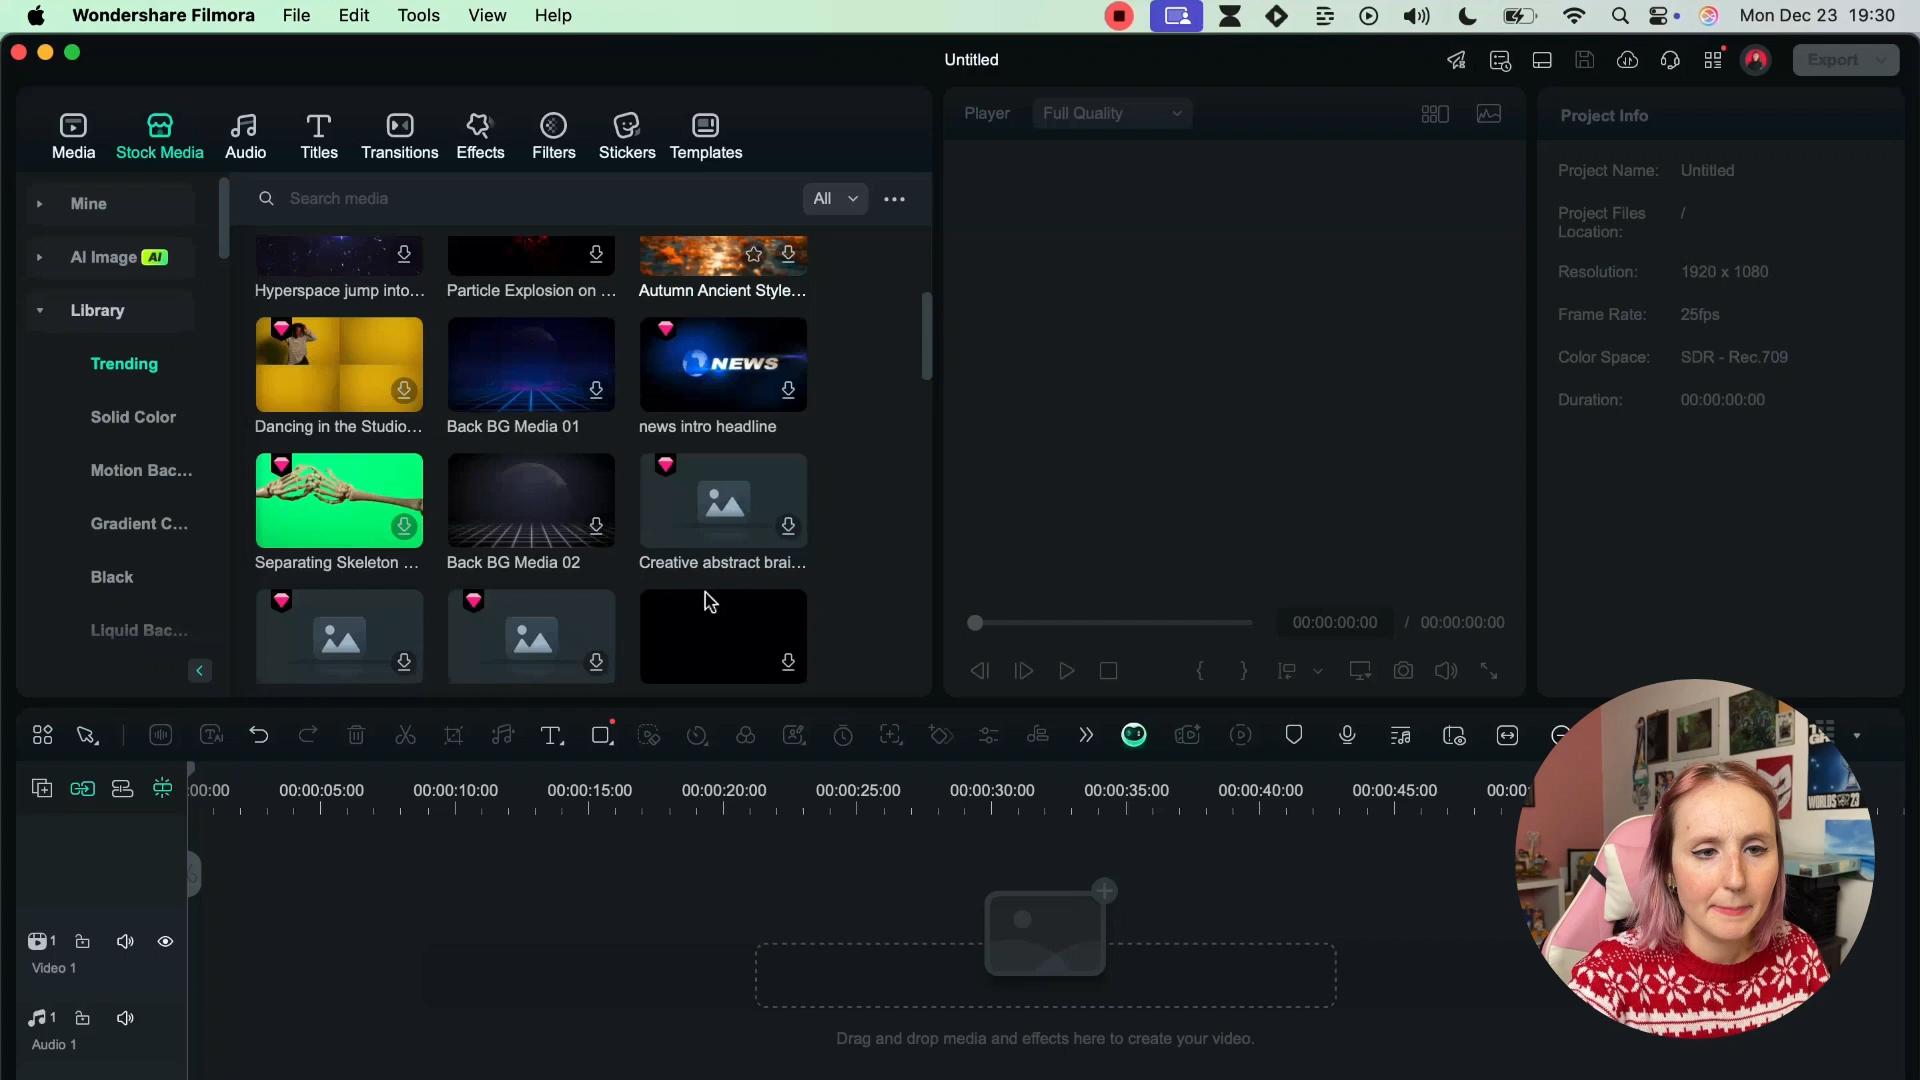 Wondershare Filmora File Edit Tools View Help Mon Dec 23 19:30
Untitled
Export
Media Stock Media Audio Titles Transitions Effects Filters Stickers Templates
Player Full Quality
Project Info
Mine
Search media
All
AI Image AI
Library
Trending
Solid Color
Motion Bac...
Gradient C...
Black
Liquid Bac...
Hyperspace jump into... Particle Explosion on ... Autumn Ancient Style...
NEWS
Dancing in the Studio... Back BG Media 01 news intro headline
Separating Skeleton ... Back BG Media 02 Creative abstract brai...
00:00:00:00 / 00:00:00:00
Project Name: Untitled
Project Files Location: /
Resolution: 1920 x 1080
Frame Rate: 25fps
Color Space: SDR - Rec.709
Duration: 00:00:00:00
:00:00 00:00:05:00 00:00:10:00 00:00:15:00 00:00:20:00 00:00:25:00 00:00:30:00 00:00:35:00 00:00:40:00 00:00:45:00 00:00
1
Video 1
1
Audio 1
Drag and drop media and effects here to create your video.
WORLDS 23